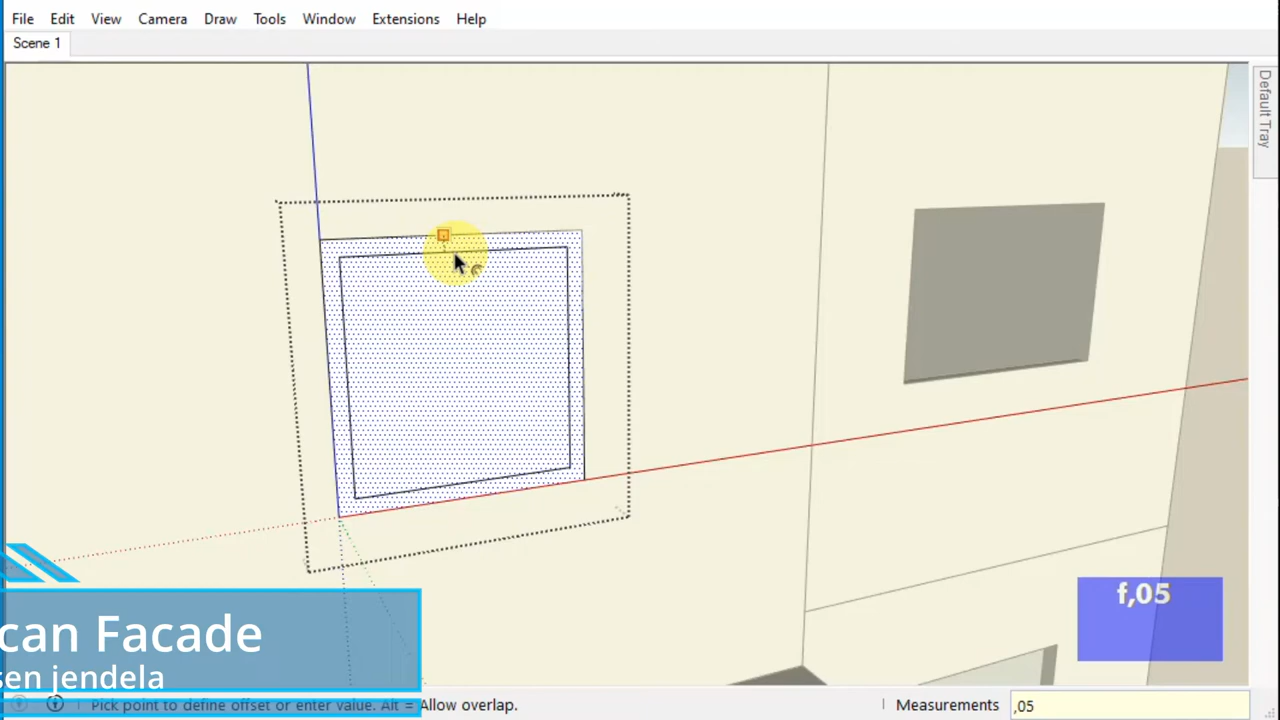 File Edit View Camera Draw Tools Window Extensions Help
Scene 1
Default Tray
f,05
can Facade
sen jendela
Pick point to define offset or enter value. Alt = Allow overlap.
Measurements ,05